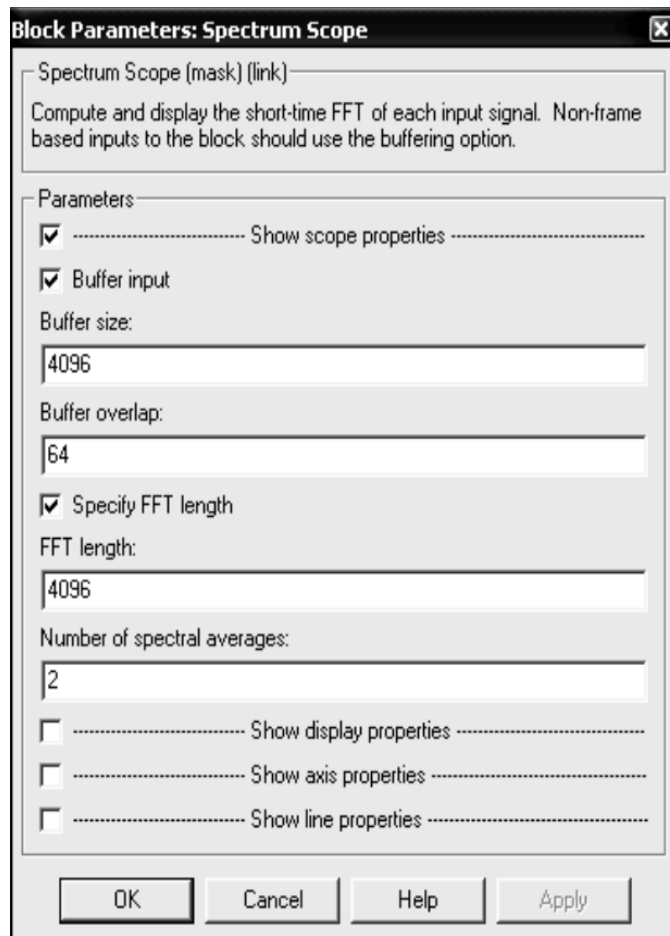 Block Parameters: Spectrum Scope
Spectrum Scope (mask) (link)
Compute and display the short-time FFT of each input signal. Non-frame
based inputs to the block should use the buffering option.
Parameters
------------------------------ Show scope properties ----------------------------------
Buffer input
Buffer size:
4096
Buffer overlap:
64
Specify FFT length
FFT length:
4096
Number of spectral averages:
2
------------------------------ Show display properties ---------------------------------
------------------------------ Show axis properties --------------------------------------
------------------------------ Show line properties ---------------------------------------
OK Cancel Help Apply